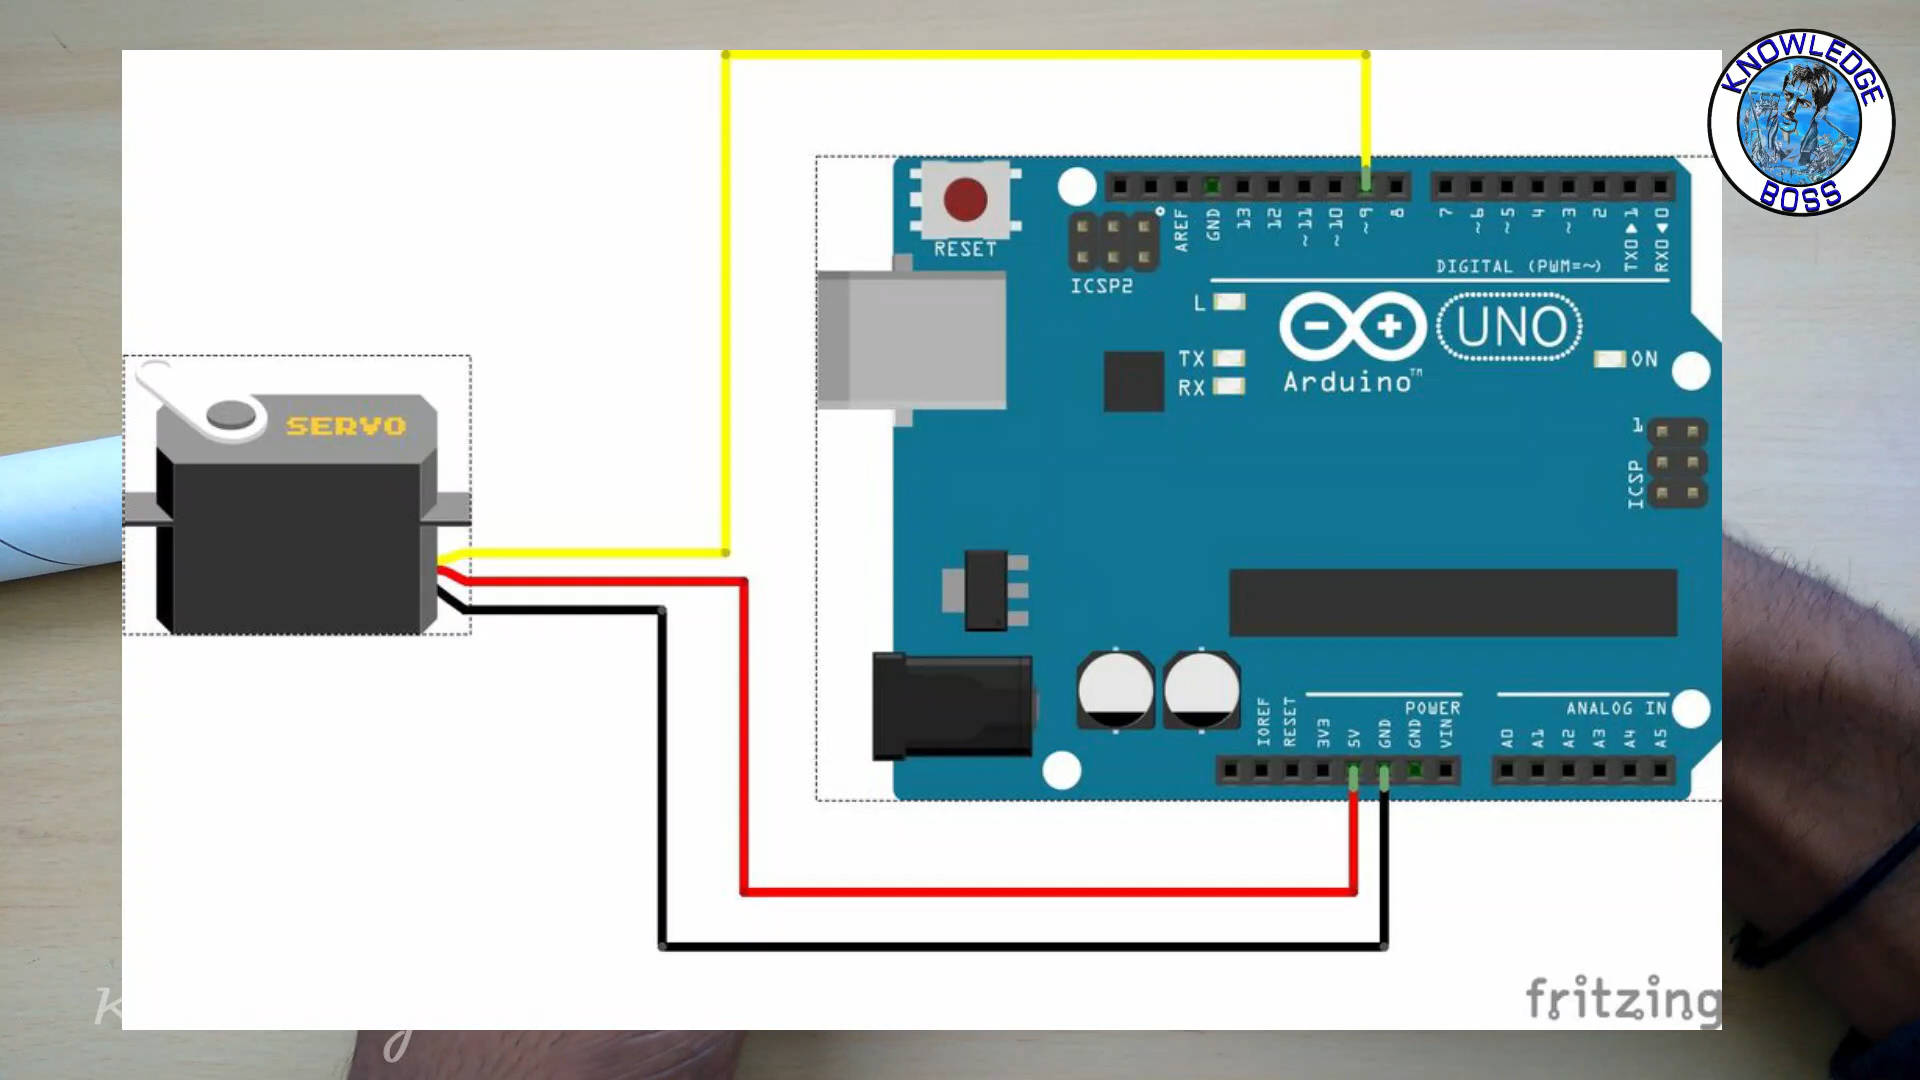 KNOWLEDGE
BOSS
RESET
ICSP2
AREF
GND
13
12
~11
~10
~9
8
7
~6
~5
4
~3
2
TX0▶1
RX0◀0
DIGITAL (PWM=~)
L
TX
RX
UNO
Arduino™
ON
1
ICSP
SERVO
IOREF
RESET
3V3
5V
GND
GND
VIN
POWER
ANALOG IN
A0
A1
A2
A3
A4
A5
fritzing